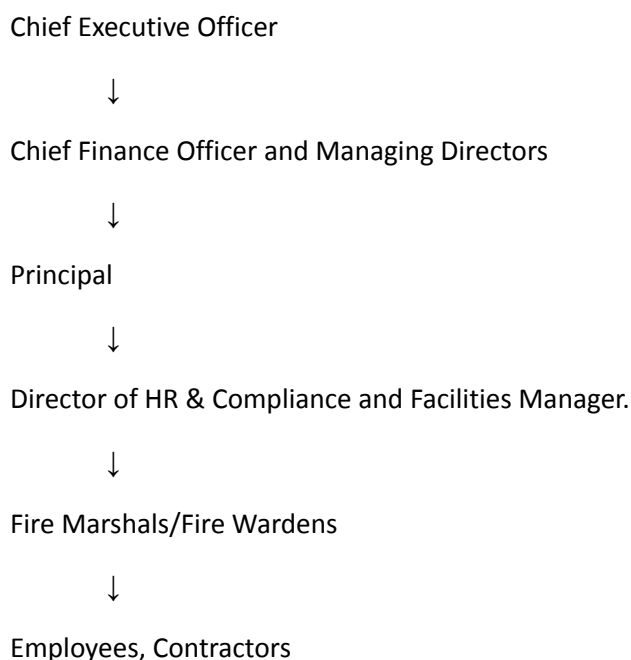 Chief Executive Officer
↓
Chief Finance Officer and Managing Directors
↓
Principal
↓
Director of HR & Compliance and Facilities Manager.
↓
Fire Marshals/Fire Wardens
↓
Employees, Contractors